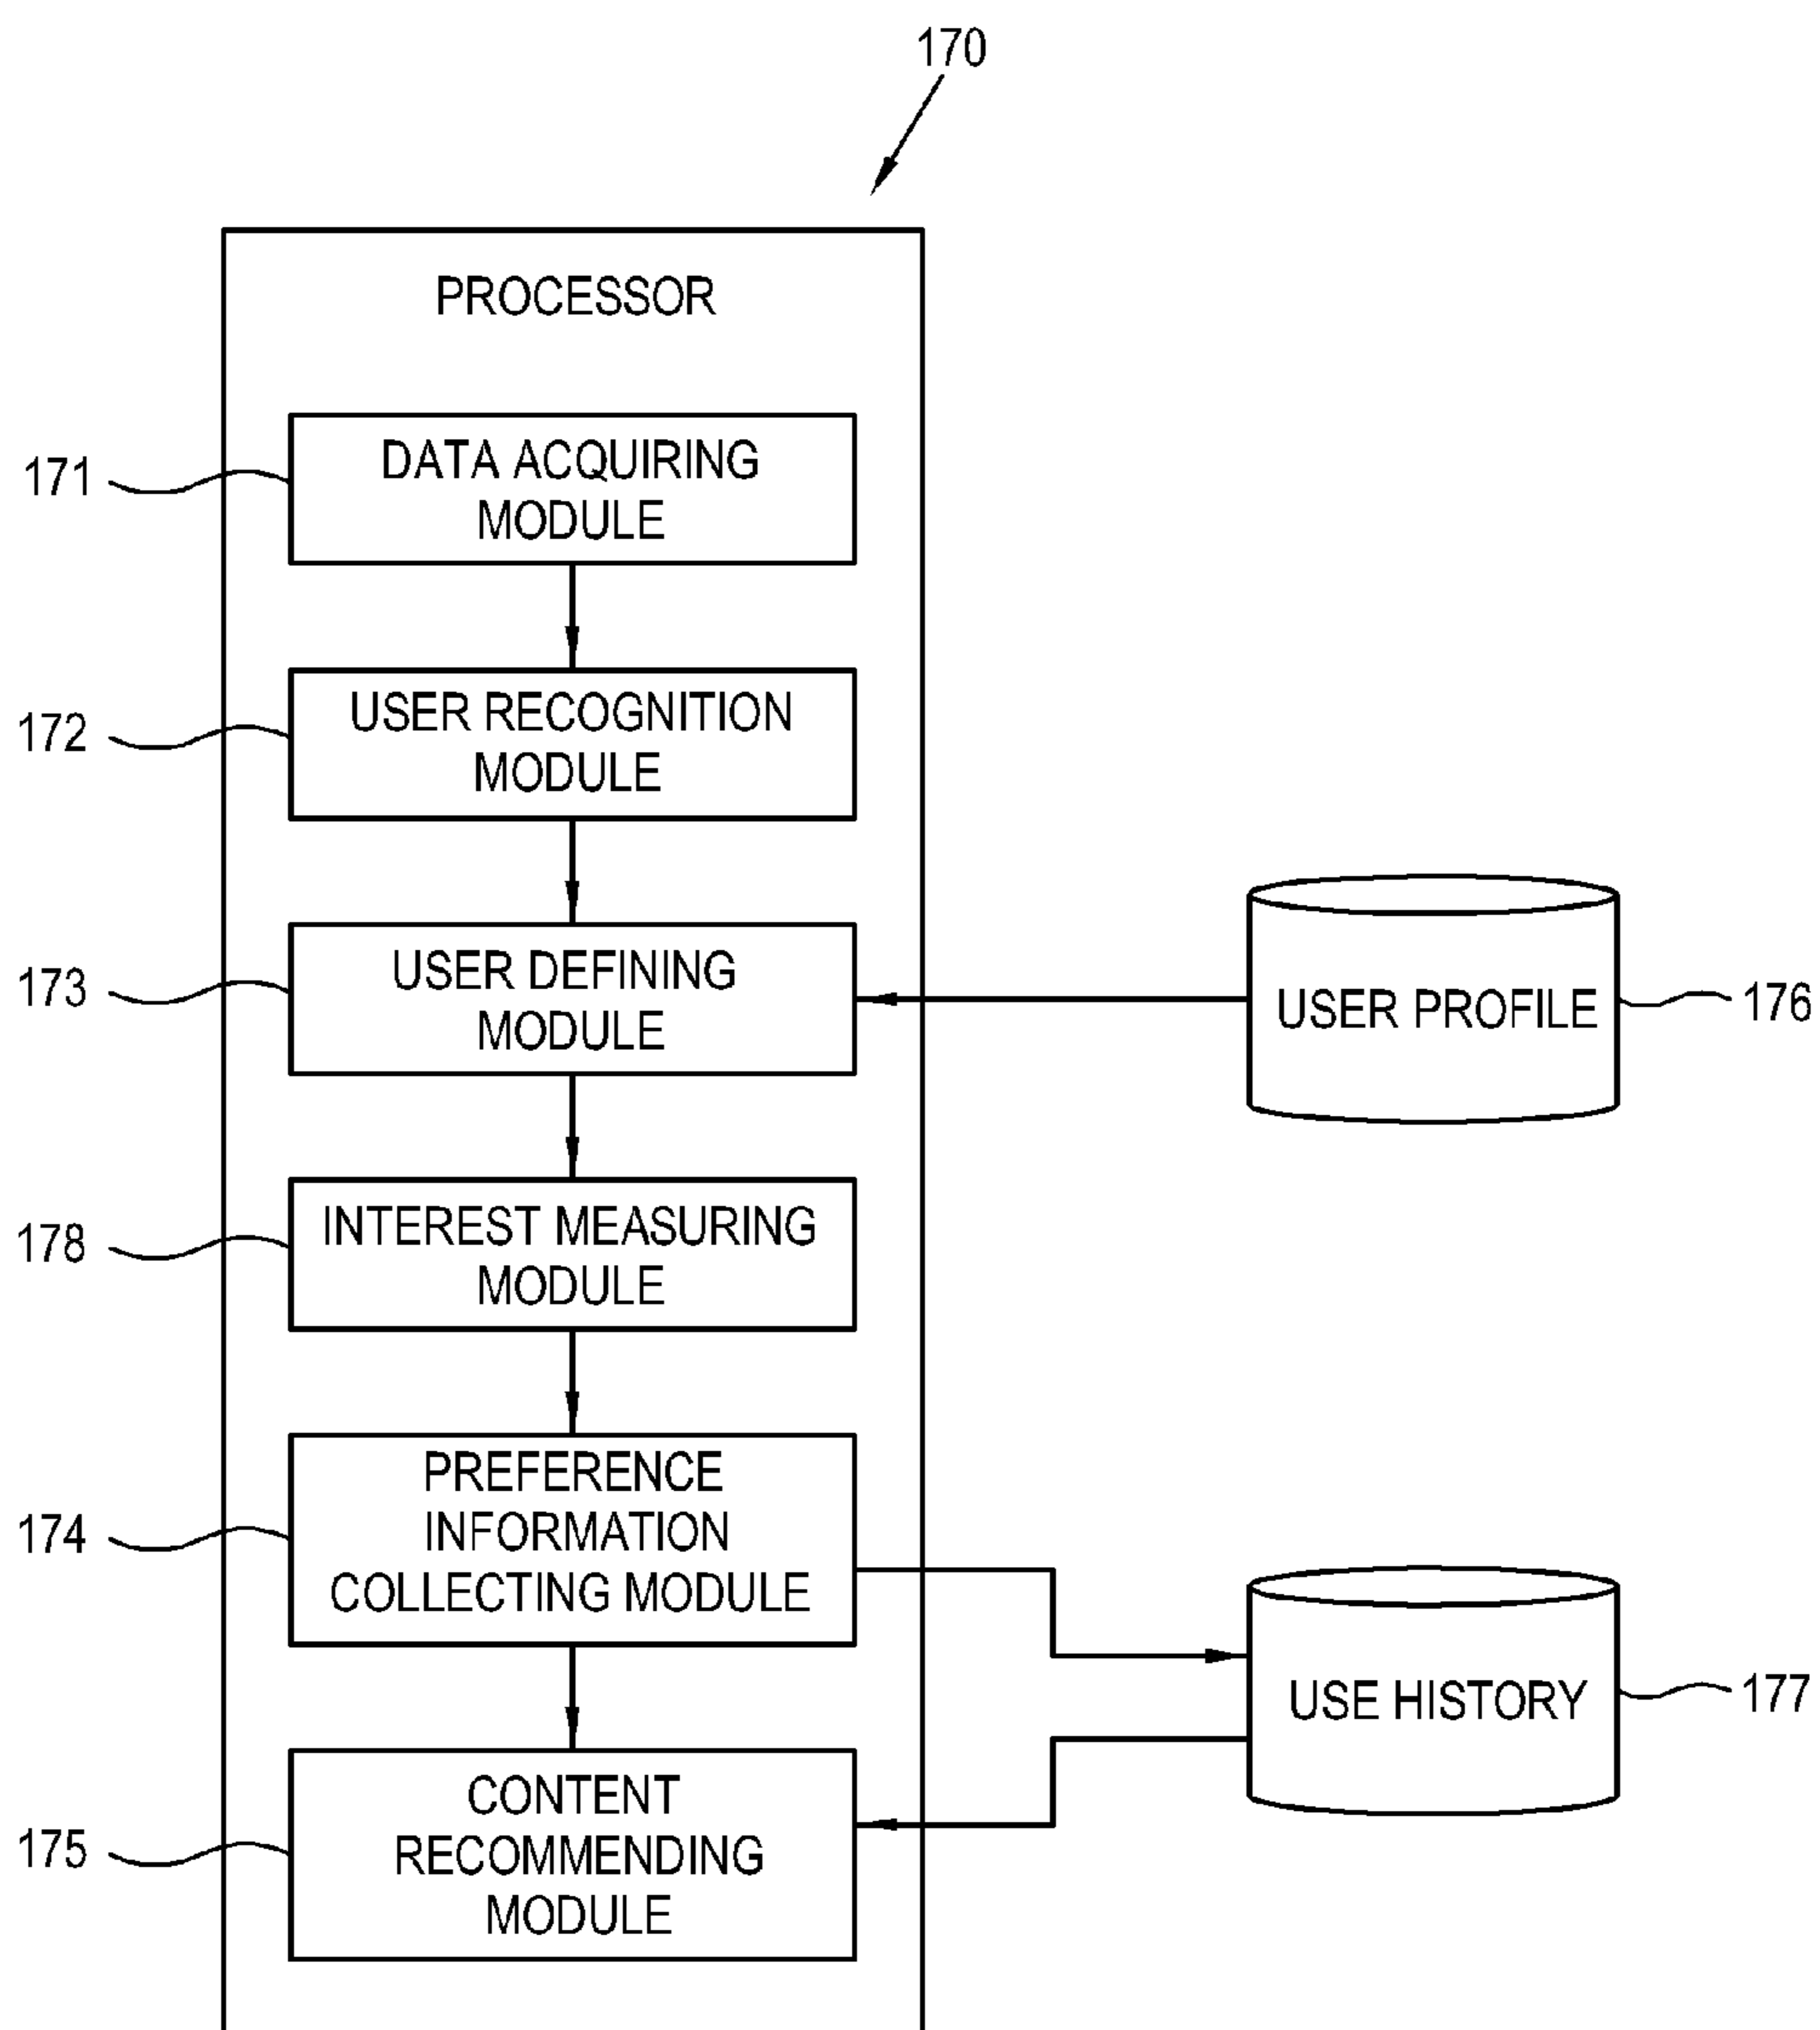 170
PROCESSOR
171
DATA ACQUIRING
MODULE
172
USER RECOGNITION
MODULE
173
USER DEFINING
MODULE
USER PROFILE
176
178
INTEREST MEASURING
MODULE
174
PREFERENCE
INFORMATION
COLLECTING MODULE
USE HISTORY
177
175
CONTENT
RECOMMENDING
MODULE